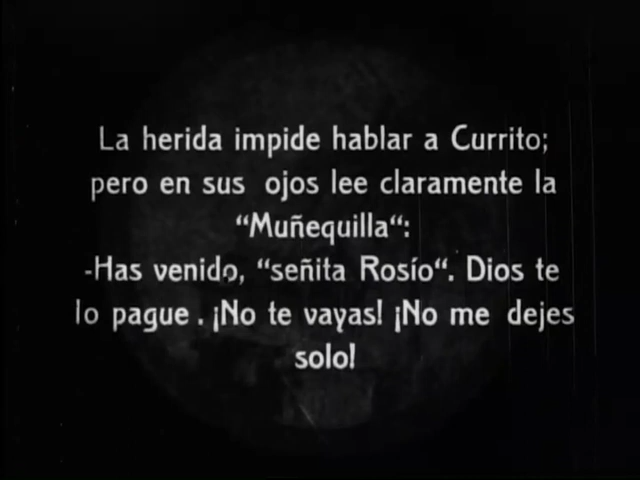 La herida impide hablar a Currito;
pero en sus ojos lee claramente la
“Muñequilla“:
-Has venido, “señita Rosío“. Dios te
lo pague. ¡No te vayas! ¡No me dejes
solo!